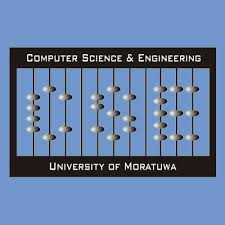 COMPUTER SCIENCE & ENGINEERING
CSE
UNIVERSITY OF MORATUWA